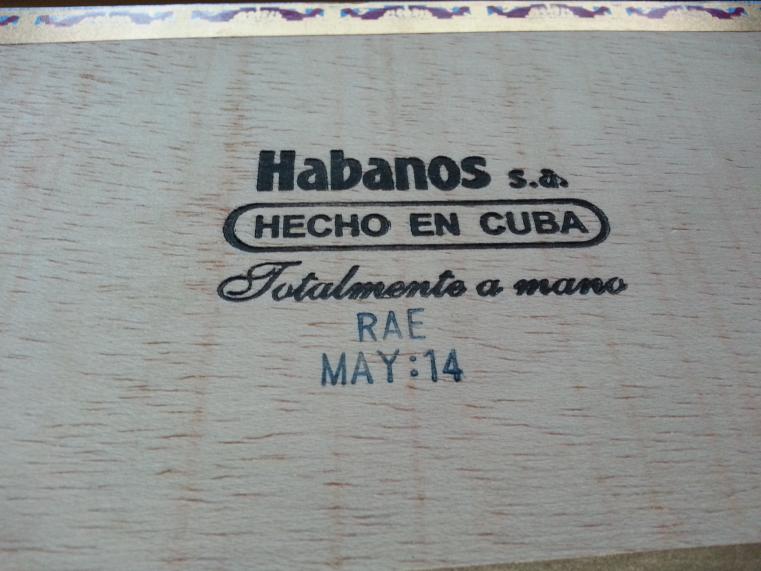 Habanos s.a.
HECHO EN CUBA
Totalmente a mano
RAE
MAY:14